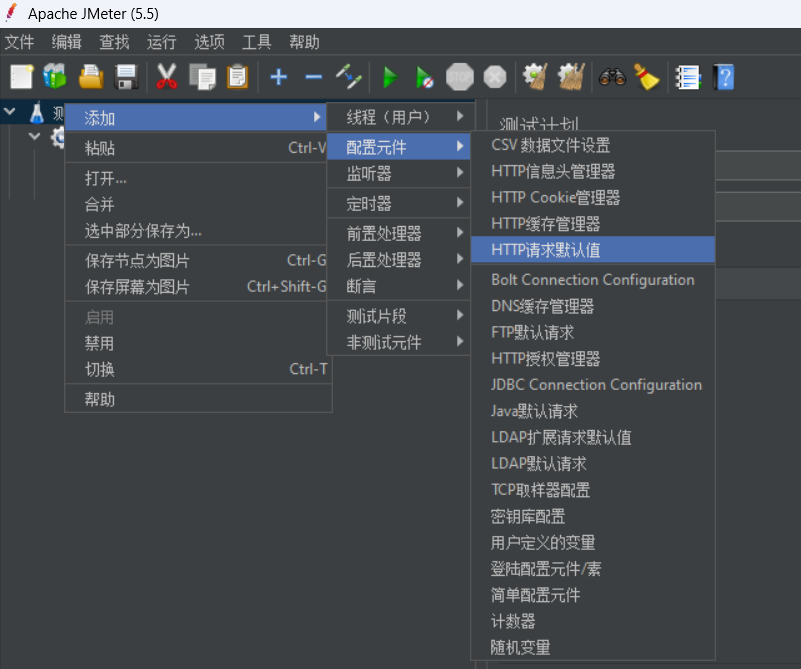 Apache JMeter (5.5)
文件 编辑 查找 运行 选项 工具 帮助
STOP
测
添加
粘贴 Ctrl-V
打开...
合并
选中部分保存为...
保存节点为图片 Ctrl-G
保存屏幕为图片 Ctrl+Shift-G
启用
禁用
切换 Ctrl-T
帮助
线程（用户）
配置元件
监听器
定时器
前置处理器
后置处理器
断言
测试片段
非测试元件
测试计划
CSV 数据文件设置
HTTP信息头管理器
HTTP Cookie管理器
HTTP缓存管理器
HTTP请求默认值
Bolt Connection Configuration
DNS缓存管理器
FTP默认请求
HTTP授权管理器
JDBC Connection Configuration
Java默认请求
LDAP扩展请求默认值
LDAP默认请求
TCP取样器配置
密钥库配置
用户定义的变量
登陆配置元件/素
简单配置元件
计数器
随机变量